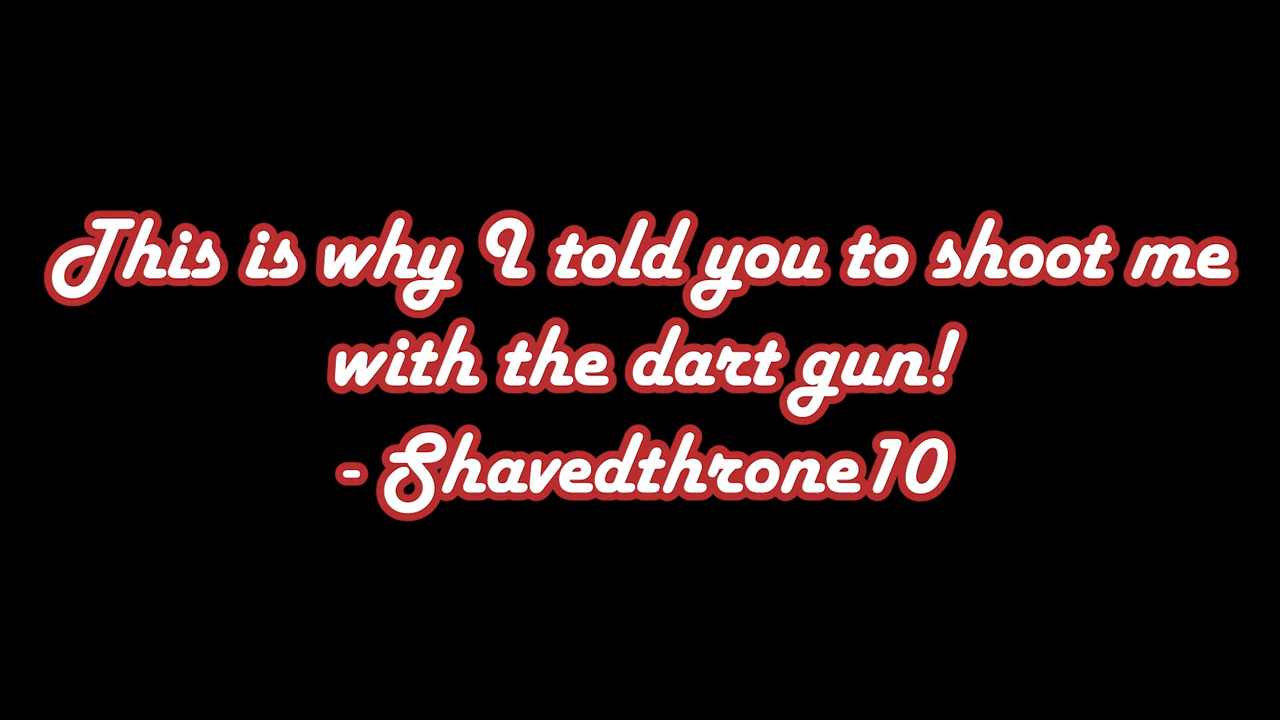 This is why I told you to shoot me
with the dart gun!
- Shavedthrone10